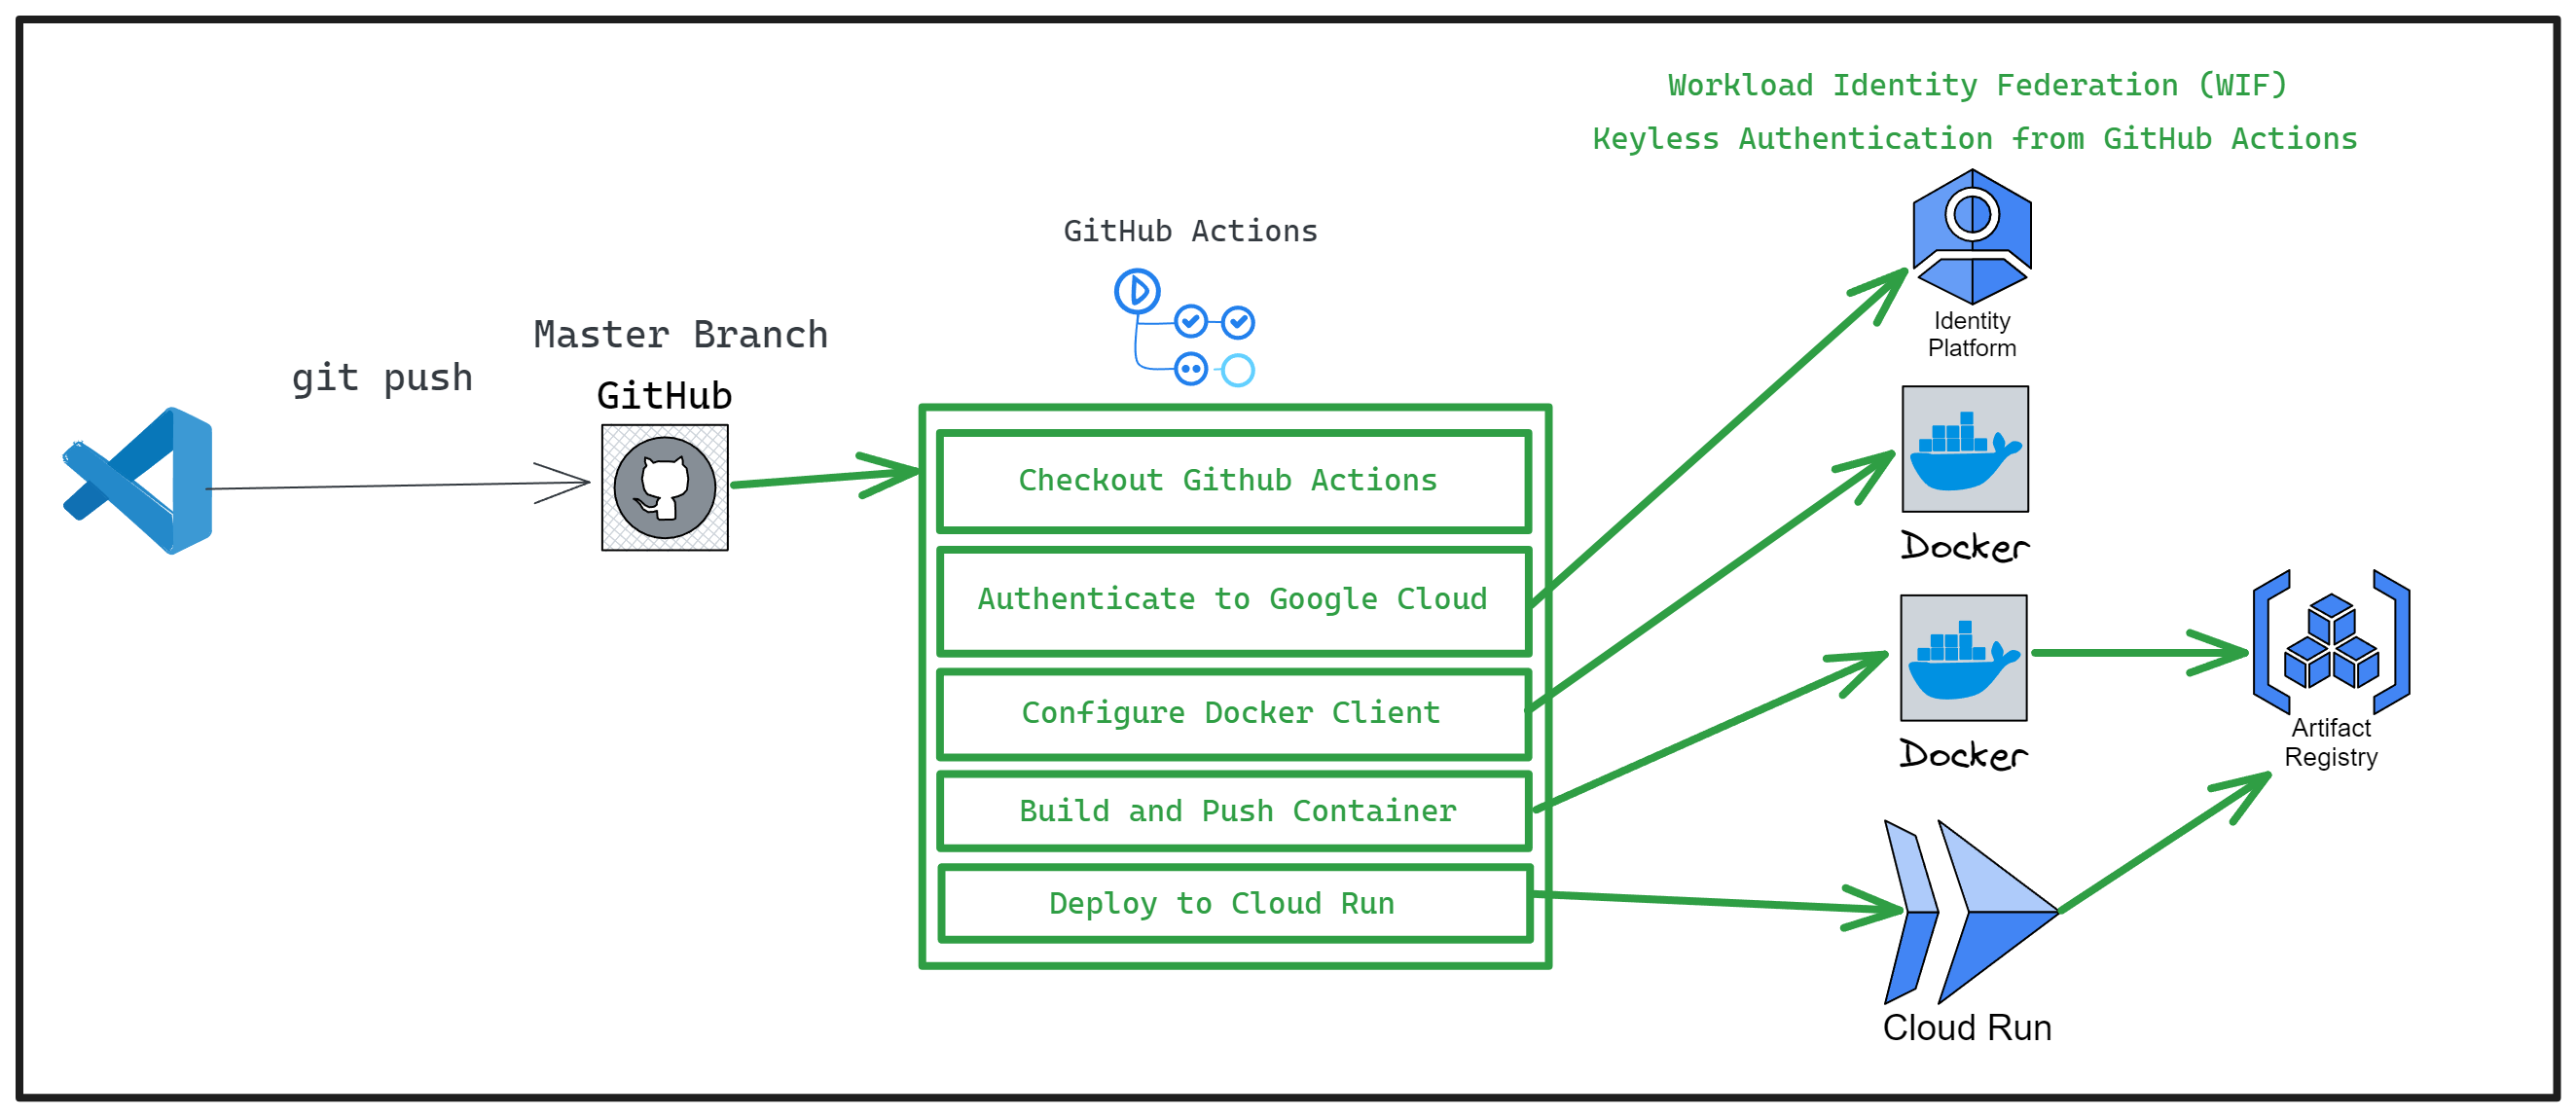 Workload Identity Federation (WIF)
Keyless Authentication from GitHub Actions
GitHub Actions
Master Branch
git push
GitHub
Identity
Platform
Checkout Github Actions
Authenticate to Google Cloud
Configure Docker Client
Build and Push Container
Deploy to Cloud Run
Docker
Docker
Artifact
Registry
Cloud Run